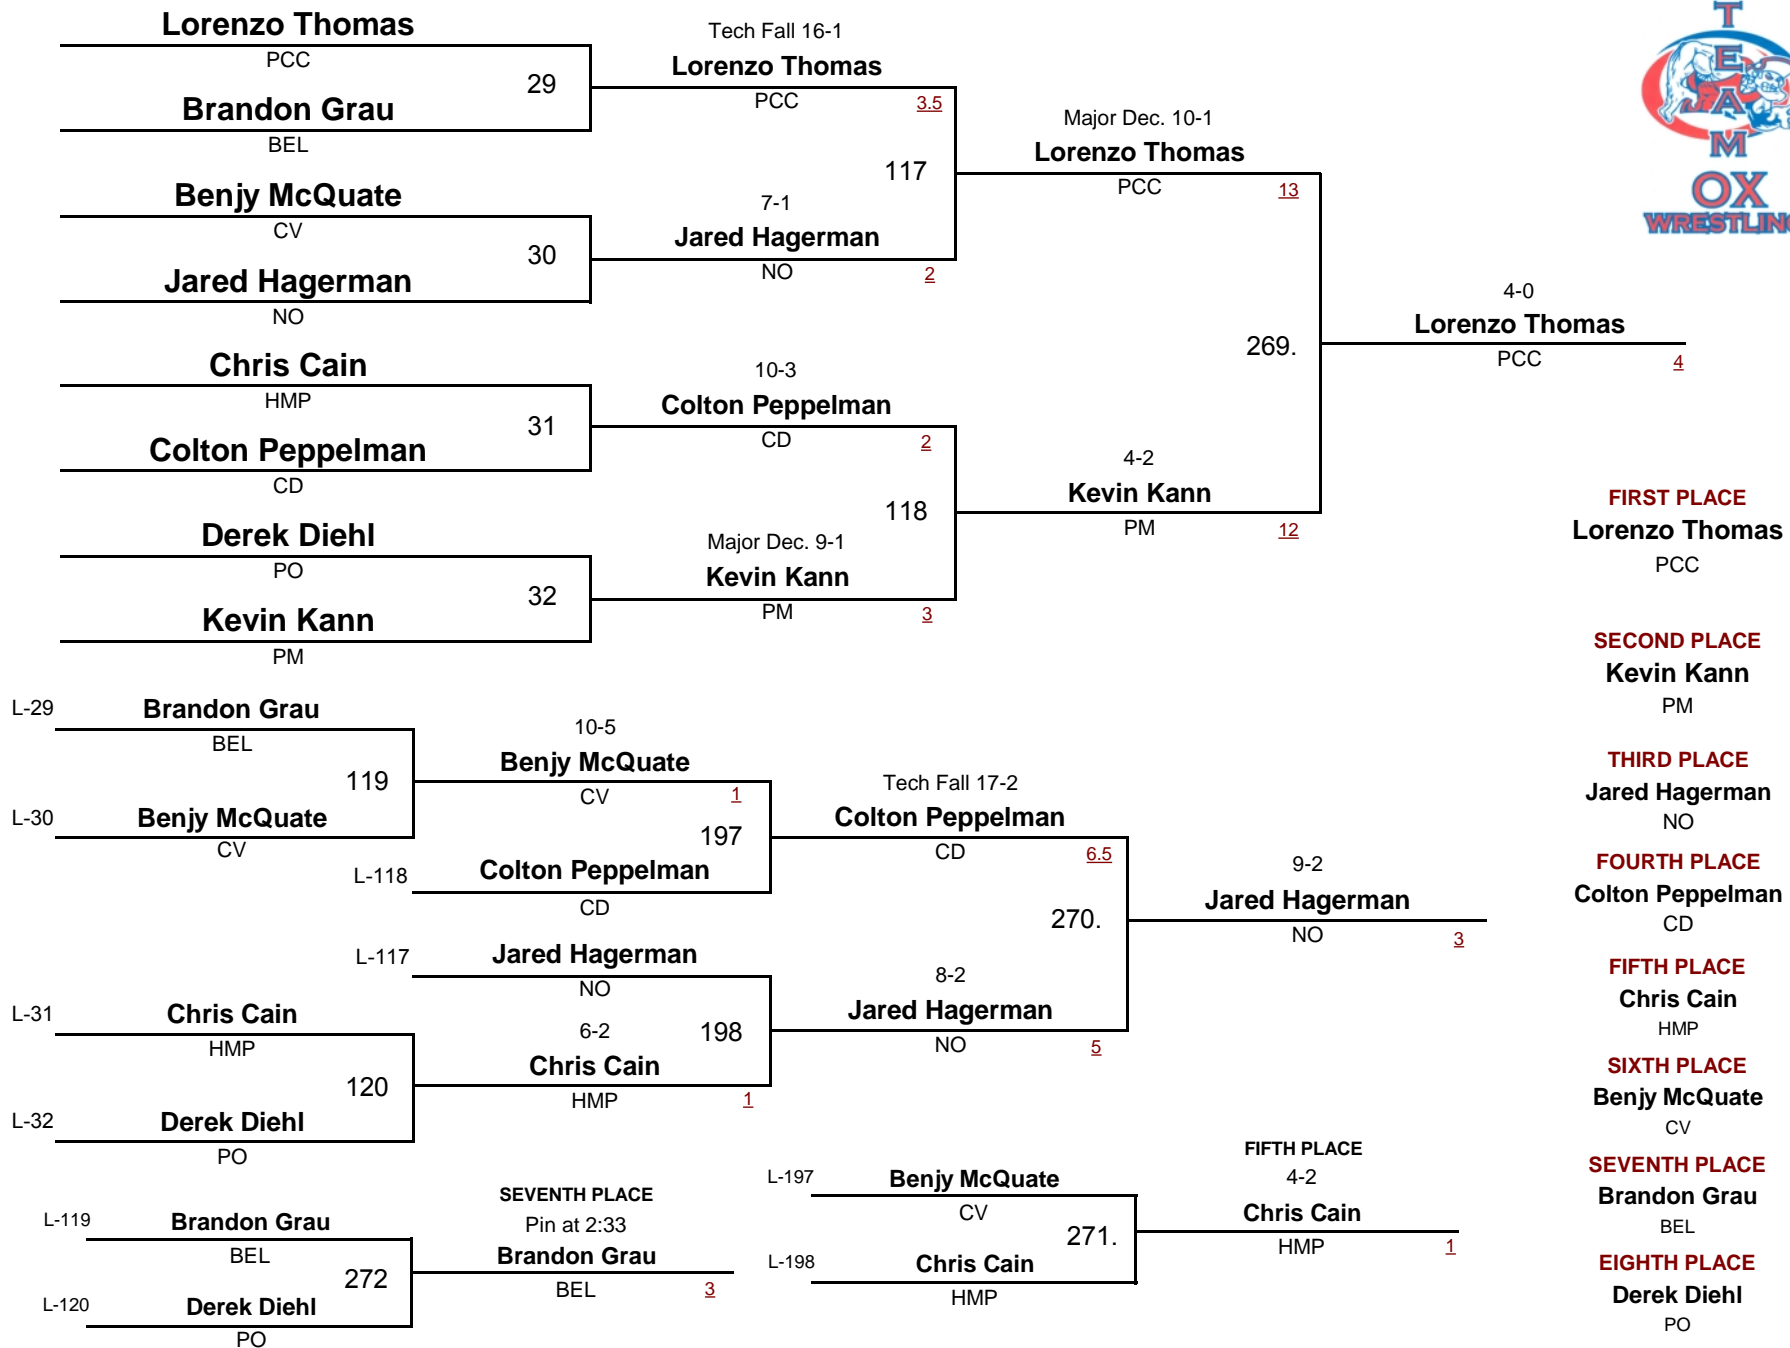 Lorenzo Thomas
PCC
29
Brandon Grau
BEL
Benjy McQuate
CV
30
Jared Hagerman
NO
Chris Cain
HMP
31
Colton Peppelman
CD
Derek Diehl
PO
32
Kevin Kann
PM
Tech Fall 16-1
Lorenzo Thomas
PCC
3.5
117
7-1
Jared Hagerman
NO
2
10-3
Colton Peppelman
CD
2
118
Major Dec. 9-1
Kevin Kann
PM
3
Major Dec. 10-1
Lorenzo Thomas
PCC
13
269.
4-2
Kevin Kann
PM
12
4-0
Lorenzo Thomas
PCC
4
TEAM
OX
WRESTLING
FIRST PLACE
Lorenzo Thomas
PCC
SECOND PLACE
Kevin Kann
PM
THIRD PLACE
Jared Hagerman
NO
FOURTH PLACE
Colton Peppelman
CD
FIFTH PLACE
Chris Cain
HMP
SIXTH PLACE
Benjy McQuate
CV
SEVENTH PLACE
Brandon Grau
BEL
EIGHTH PLACE
Derek Diehl
PO
L-29
Brandon Grau
BEL
119
L-30
Benjy McQuate
CV
10-5
Benjy McQuate
CV
1
197
L-118
Colton Peppelman
CD
L-117
Jared Hagerman
NO
198
L-31
Chris Cain
HMP
120
L-32
Derek Diehl
PO
6-2
Chris Cain
HMP
1
Tech Fall 17-2
Colton Peppelman
CD
6.5
270.
8-2
Jared Hagerman
NO
5
9-2
Jared Hagerman
NO
3
L-119
Brandon Grau
BEL
272
L-120
Derek Diehl
PO
SEVENTH PLACE
Pin at 2:33
Brandon Grau
BEL
3
L-197
Benjy McQuate
CV
271.
L-198
Chris Cain
HMP
FIFTH PLACE
4-2
Chris Cain
HMP
1